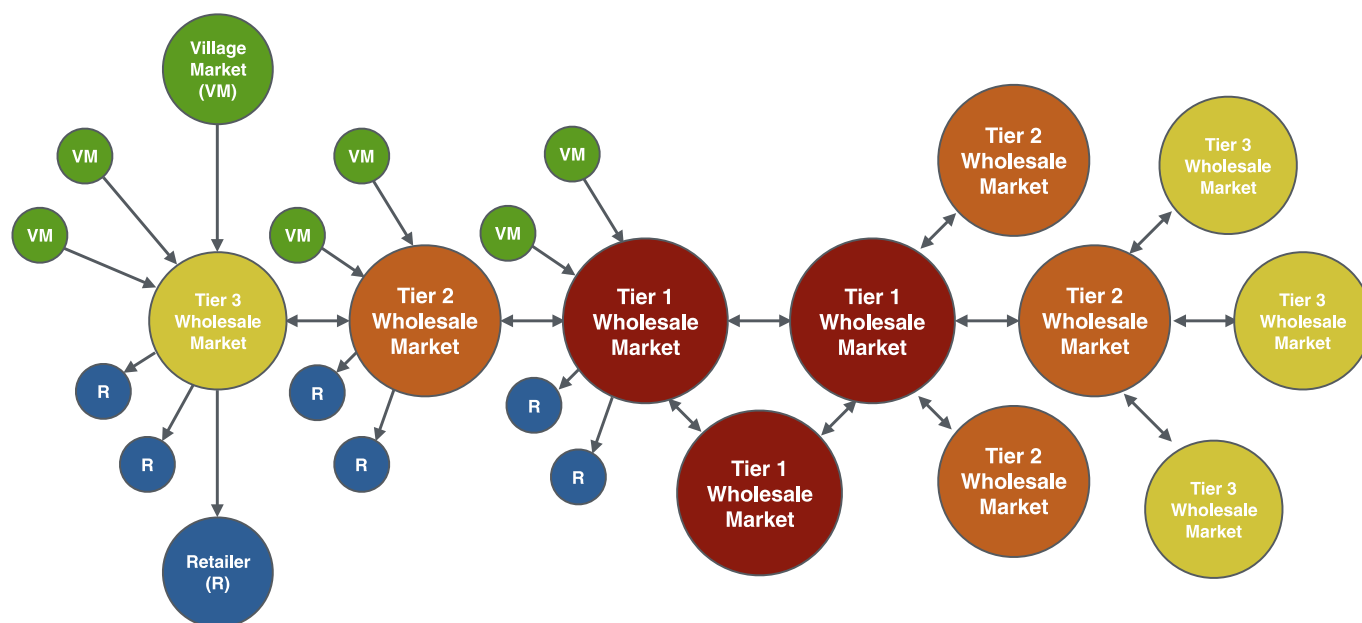 Village
Market
(VM)
VM
VM
VM
VM
VM
VM
Tier 3
Wholesale
Market
Tier 2
Wholesale
Market
Tier 1
Wholesale
Market
Tier 1
Wholesale
Market
Tier 1
Wholesale
Market
Tier 2
Wholesale
Market
Tier 2
Wholesale
Market
Tier 2
Wholesale
Market
Tier 3
Wholesale
Market
Tier 3
Wholesale
Market
Tier 3
Wholesale
Market
R
R
R
R
R
R
Retailer
(R)